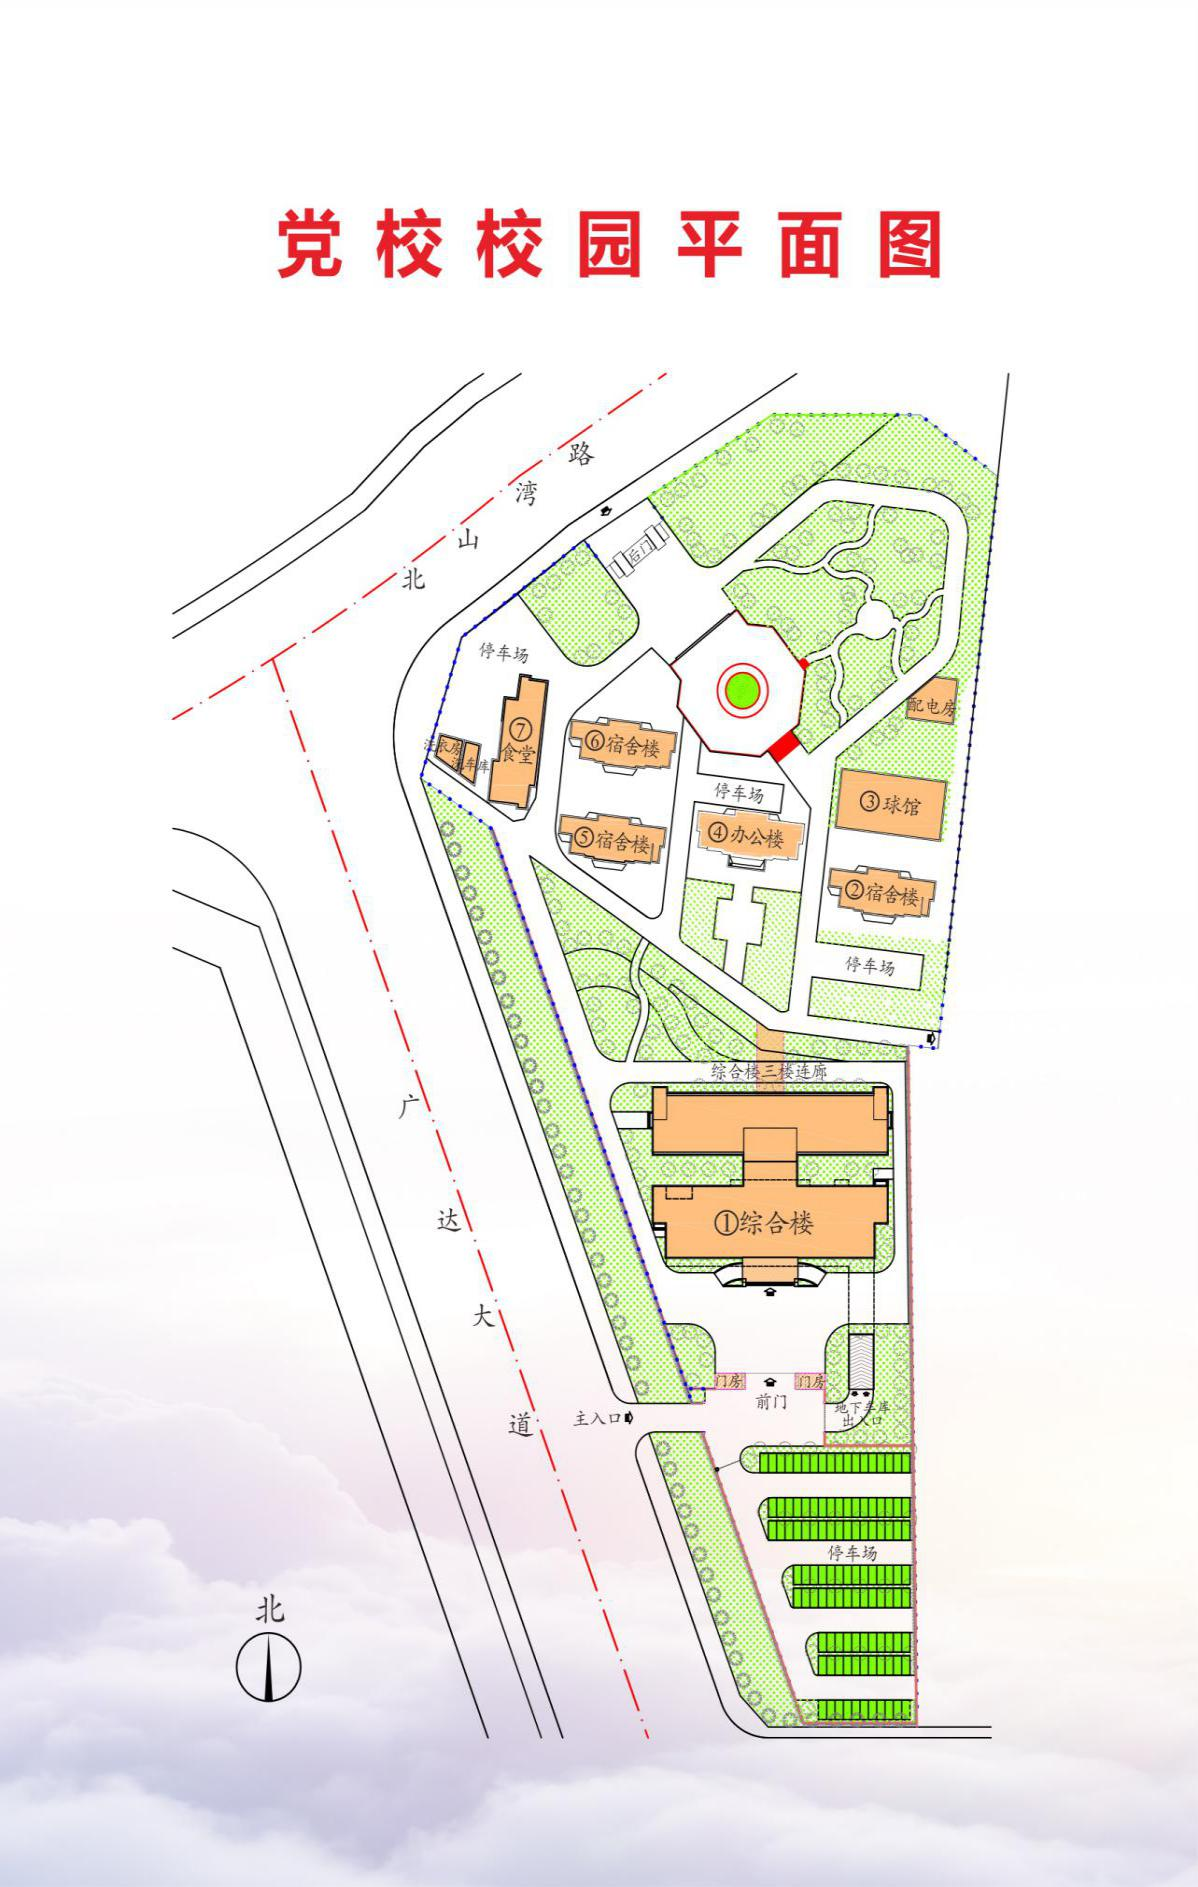 党校校园平面图
北山湾路
后门
停车场
⑦
食堂
洗衣房
⑥宿舍楼
配电房
停车场
③球馆
⑤宿舍楼
④办公楼
②宿舍楼
停车场
综合楼三楼连廊
①综合楼
广达大道
门房
门房
前门
主入口
地下车库
出入口
停车场
北